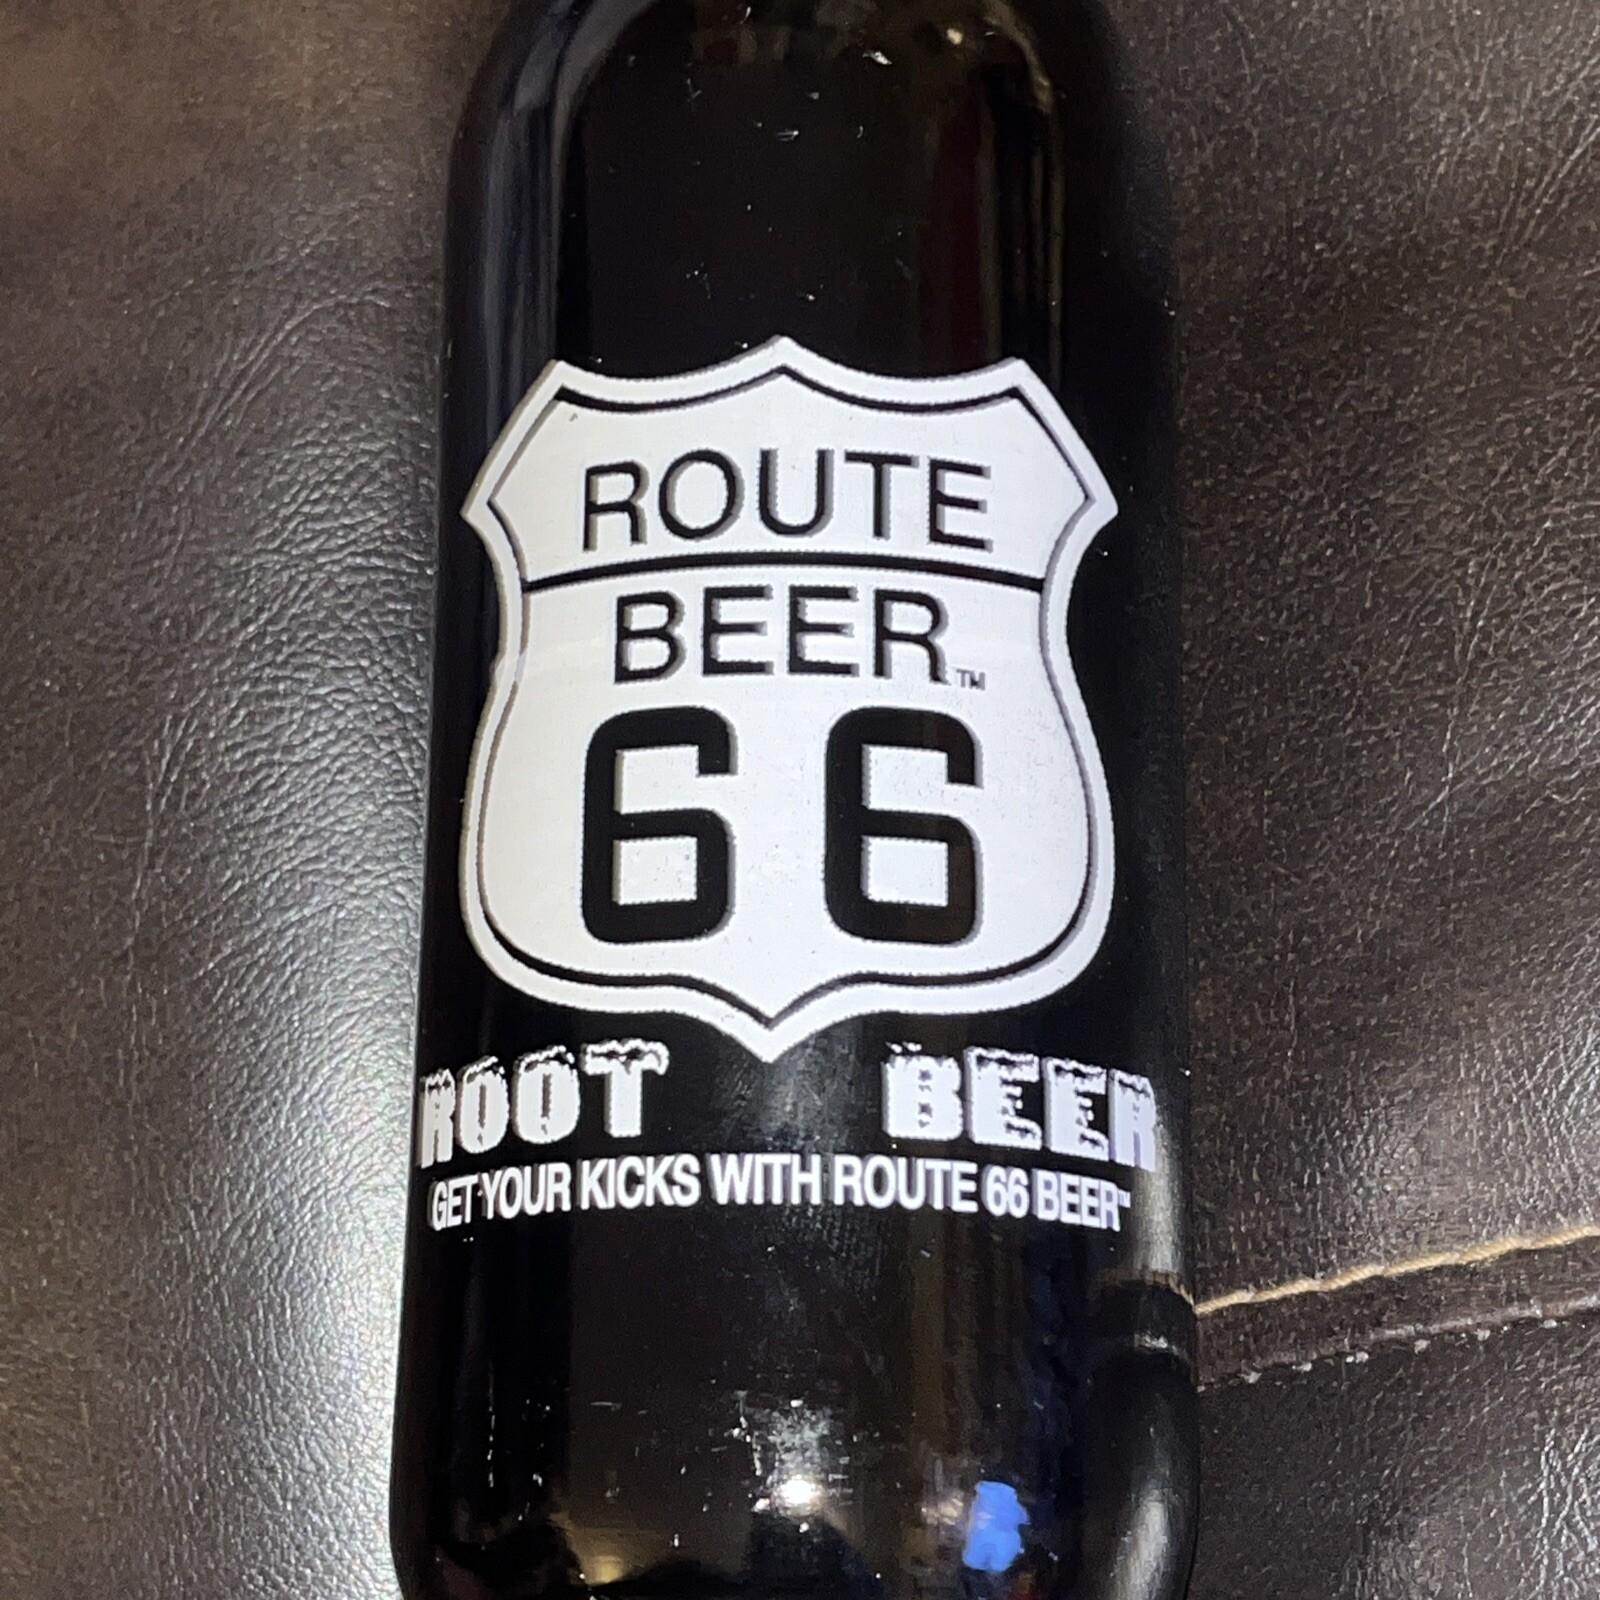 ROUTE
BEER™
66
ROOT BEER
GET YOUR KICKS WITH ROUTE 66 BEER™